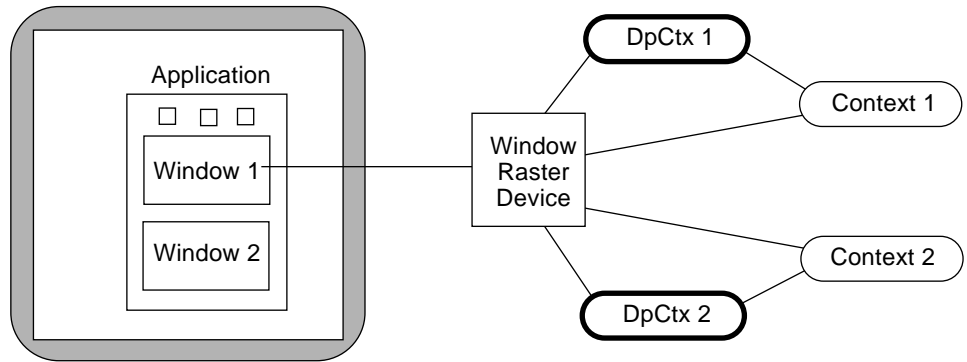 DpCtx 1
Application
Context 1
Window 1
Window
Raster
Device
Window 2
Context 2
DpCtx 2